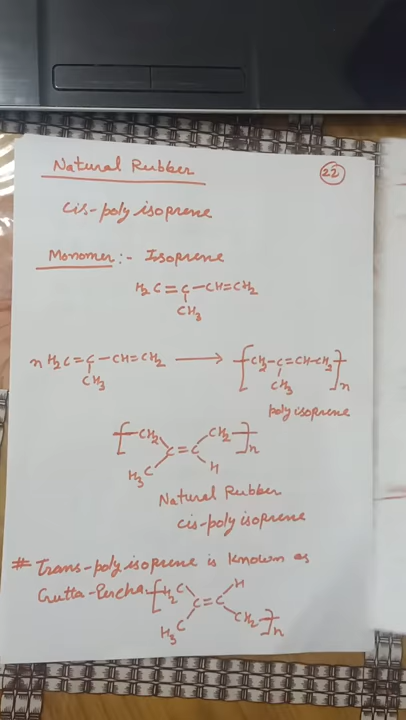 Natural Rubber
22
cis-poly isoprene
Monomer:- Isoprene
H₂C=C-CH=CH₂
CH₃
nH₂C=C-CH=CH₂ ⟶ [CH₂-C=CH-CH₂]n
CH₃ CH₃
poly isoprene
[CH₂ CH₂]n
C=C
H₃C H
Natural Rubber
cis-poly isoprene
# Trans-poly isoprene is known as
Gutta-Percha [H₂C H
C=C
H₃C CH₂]n